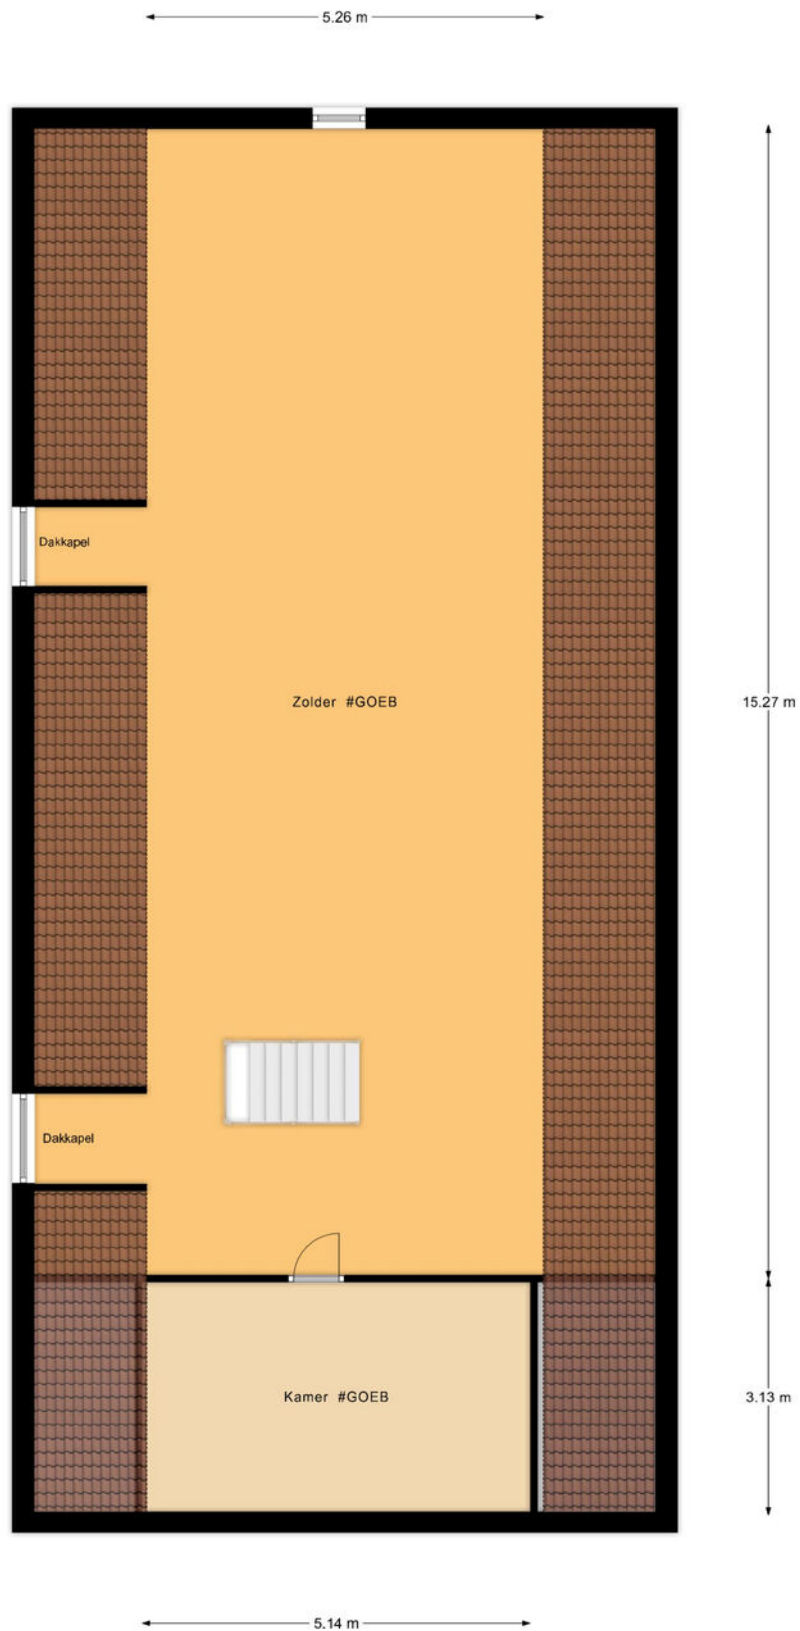 5.26 m
Dakkapel
Zolder #GOEB
15.27 m
Dakkapel
Kamer #GOEB
3.13 m
5.14 m